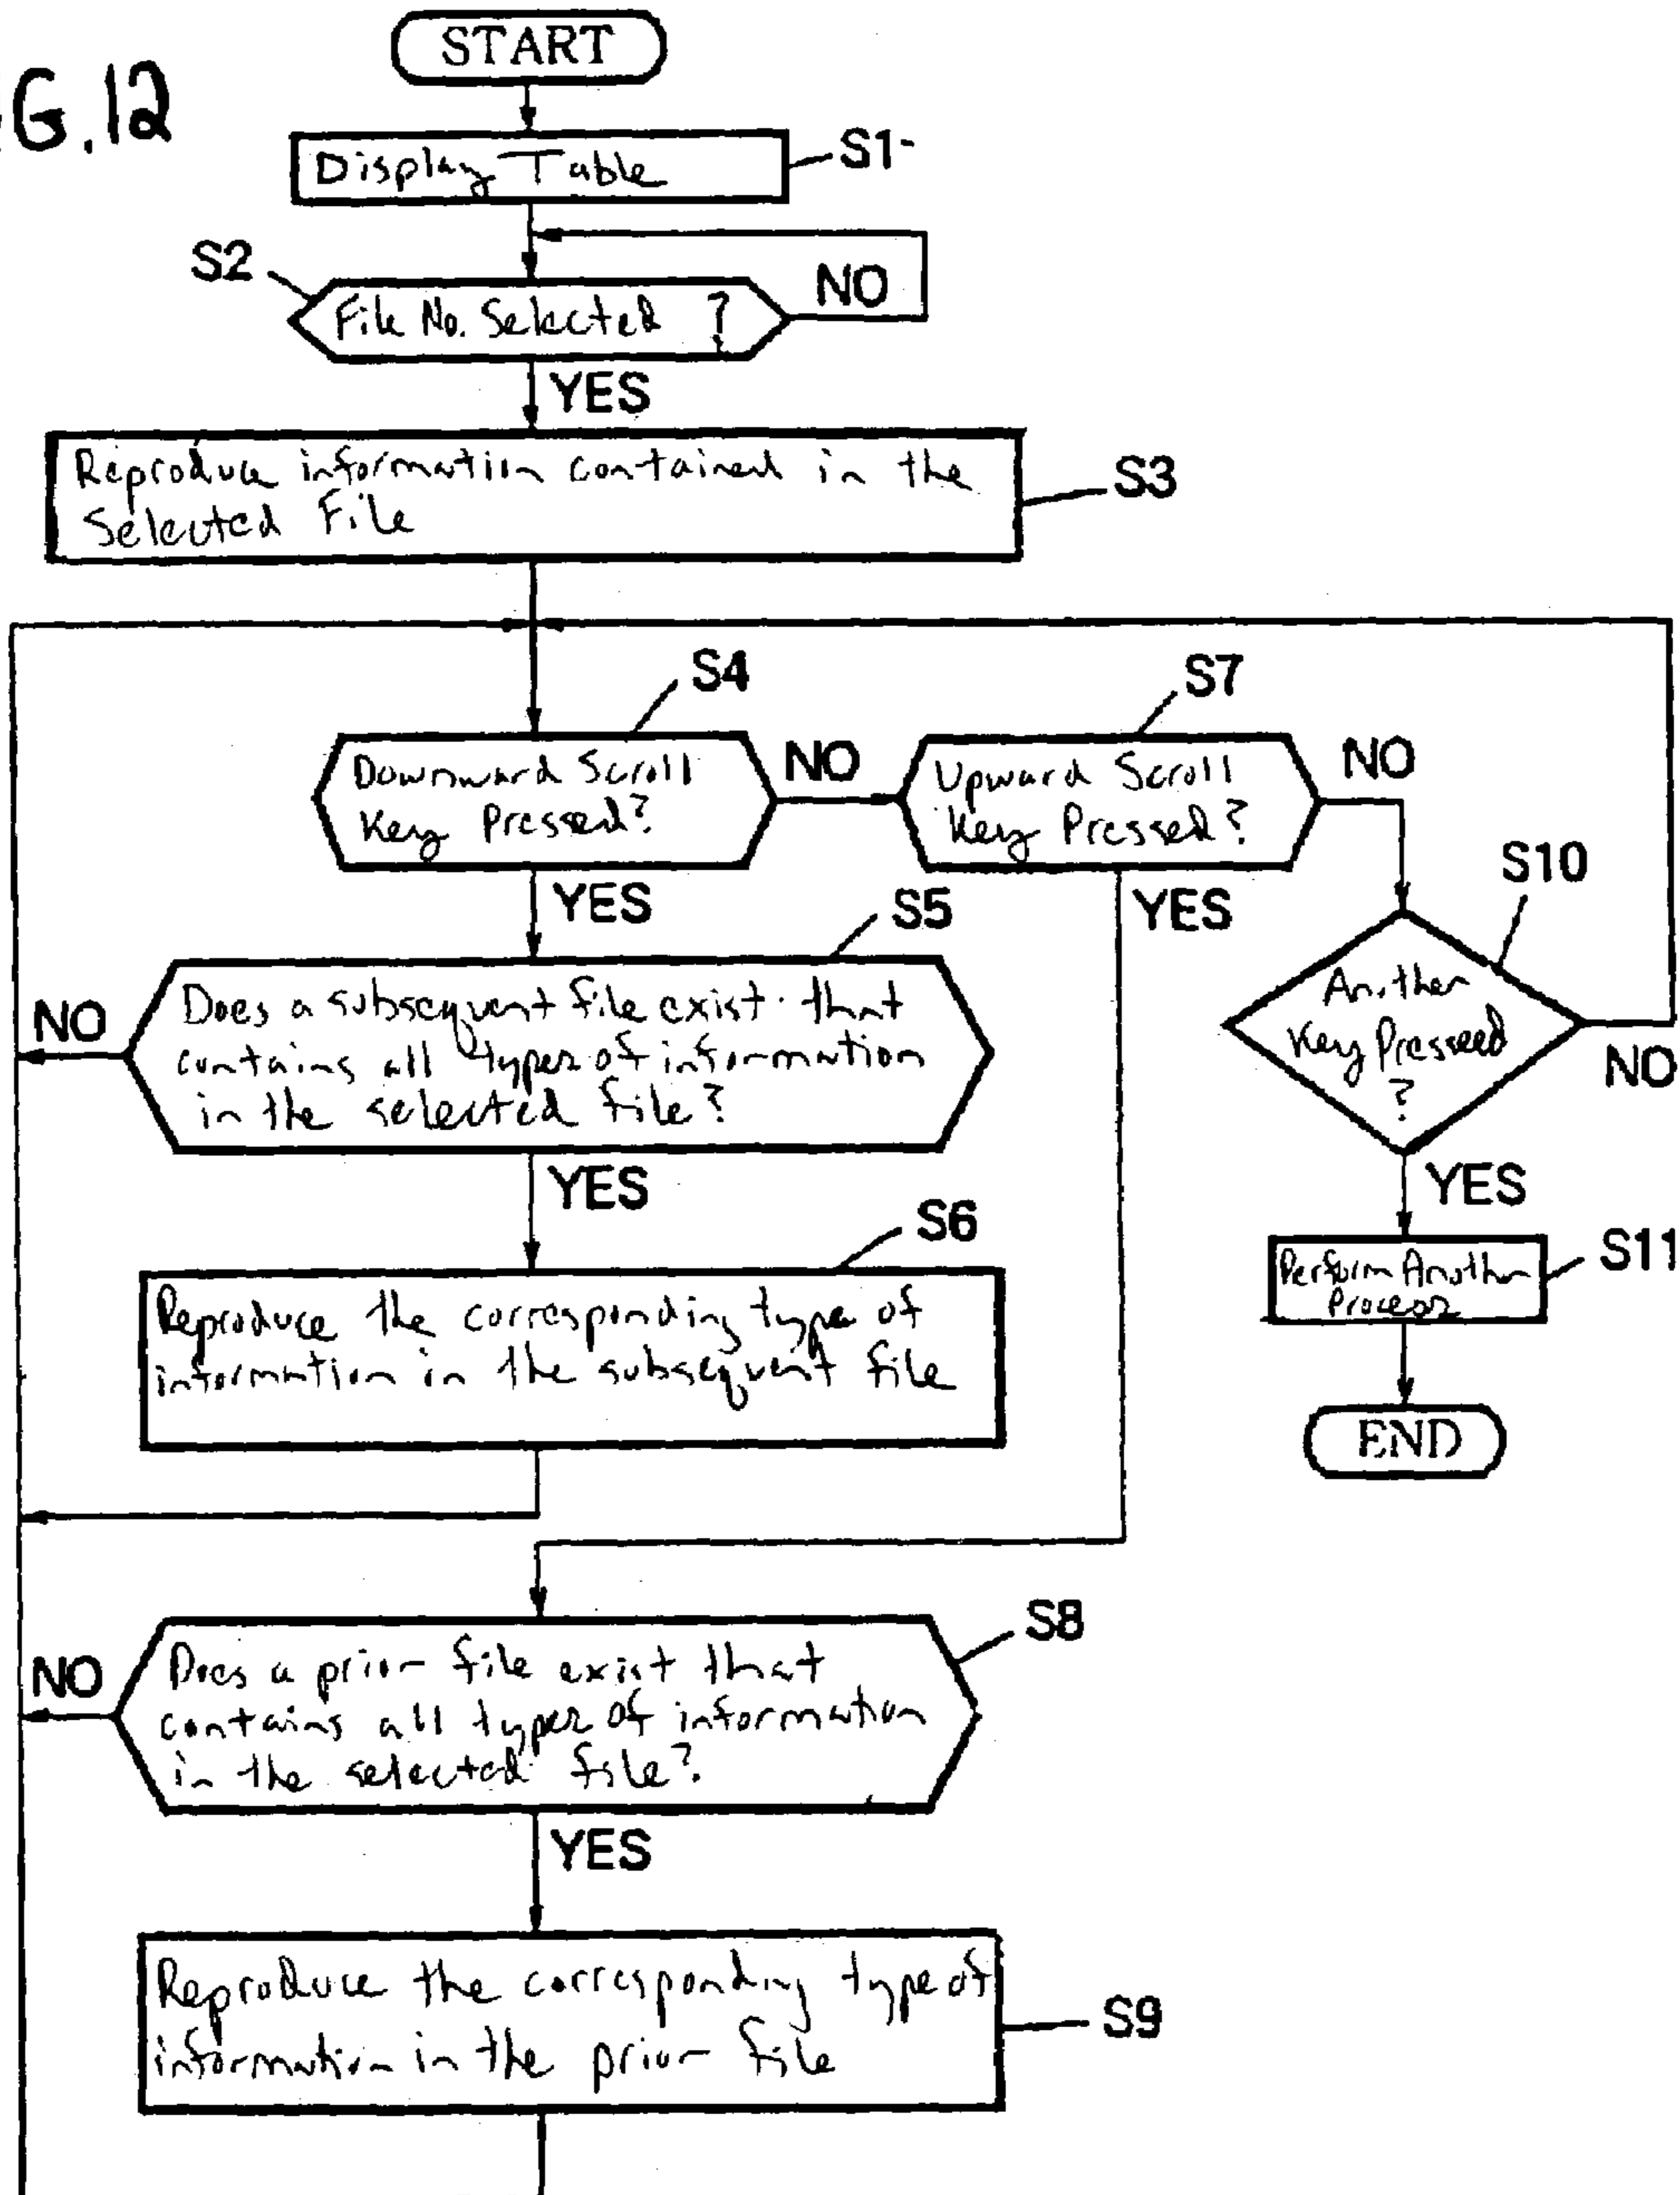 G.12
START
Display Table
S1
S2
File No. Selected ?
NO
YES
Reproduce information contained in the
Selected File
S3
S4
S7
Downward Scroll
Key Pressed?
NO
Upward Scroll
Key Pressed?
NO
S10
YES
S5
YES
Another
Key Presseed
?
NO
Does a subsequent file exist that
contains all types of information
in the selected file?
NO
YES
YES
S6
Perform Another
Process
S11
Reproduce the corresponding type of
information in the subsequent file
END
S8
NO
Does a prior file exist that
contains all types of information
in the selected file?
YES
Reproduce the corresponding type of
information in the prior file
S9